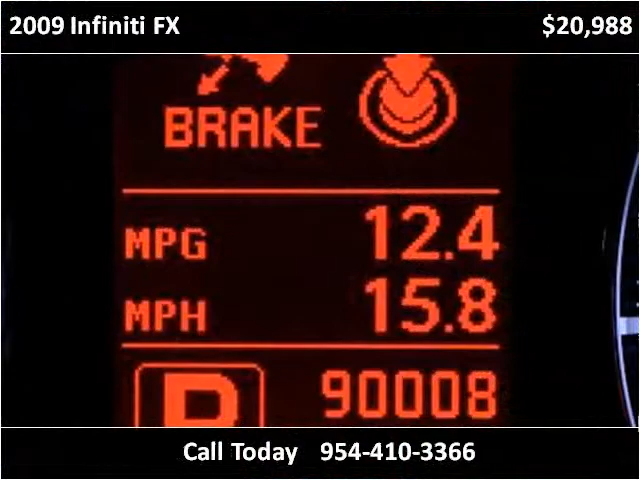 2009 Infiniti FX $20,988
BRAKE
MPG 12.4
MPH 15.8
P 90008
Call Today 954-410-3366